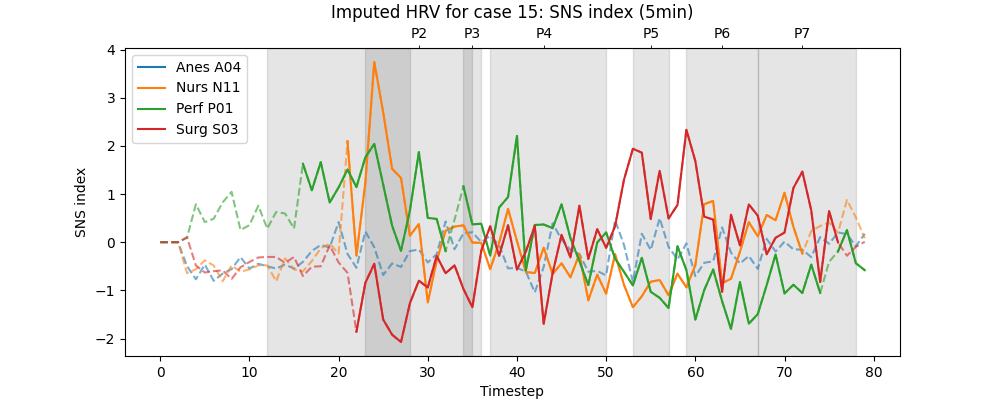 Imputed HRV for case 15: SNS index (5min)
P2 P3 P4 P5 P6 P7
Anes A04
Nurs N11
Perf P01
Surg S03
SNS index
4
3
2
1
0
−1
−2
0 10 20 30 40 50 60 70 80
Timestep